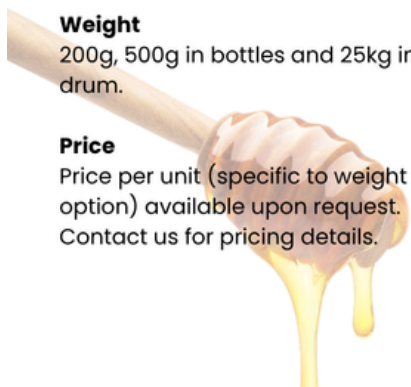 Weight
200g, 500g in bottles and 25kg in
drum.
Price
Price per unit (specific to weight
option) available upon request.
Contact us for pricing details.